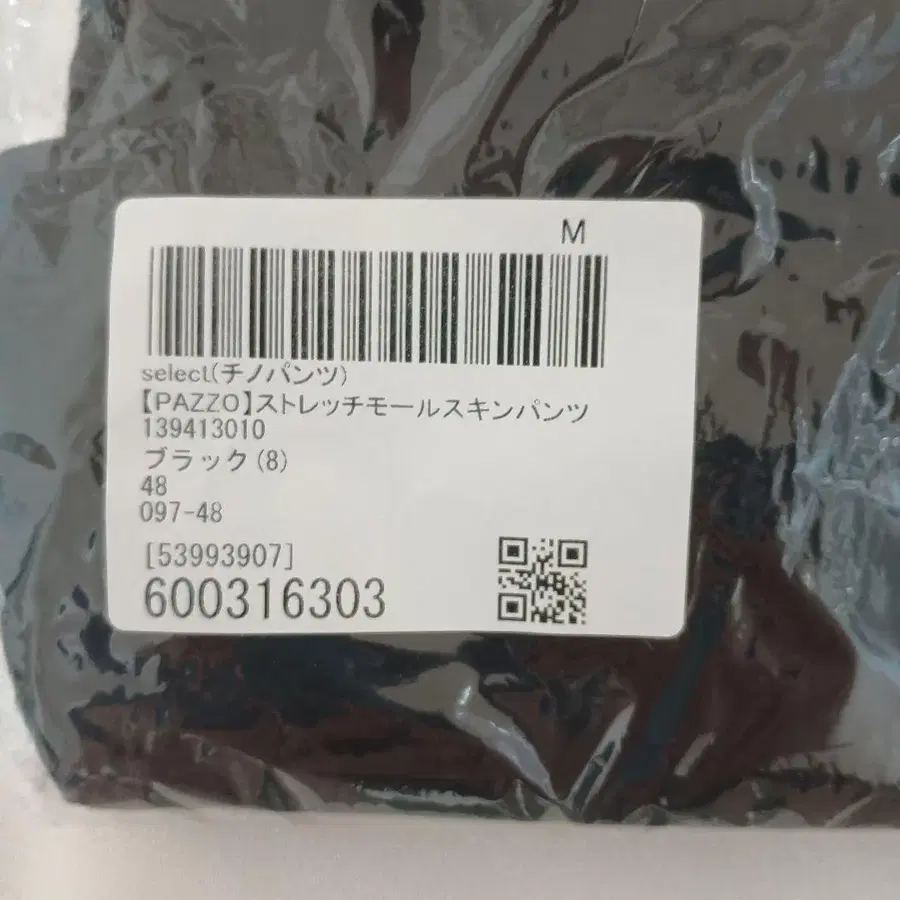 M
select(チノパンツ)
【PAZZO】ストレッチモールスキンパンツ
139413010
ブラック(8)
48
097-48
[53993907]
600316303